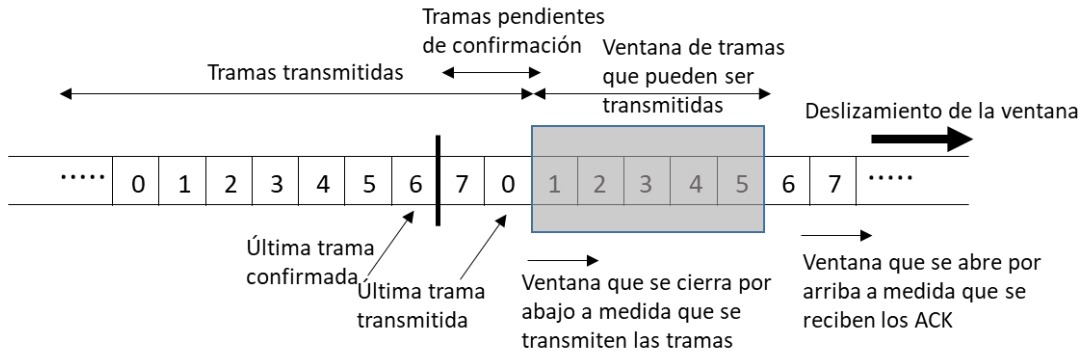 Tramas pendientes
de confirmación
Ventana de tramas
que pueden ser
transmitidas
Tramas transmitidas
Deslizamiento de la ventana
..... 0 1 2 3 4 5 6 7 0 1 2 3 4 5 6 7 .....
Última trama
confirmada
Última trama
transmitida
Ventana que se cierra por
abajo a medida que se
transmiten las tramas
Ventana que se abre por
arriba a medida que se
reciben los ACK